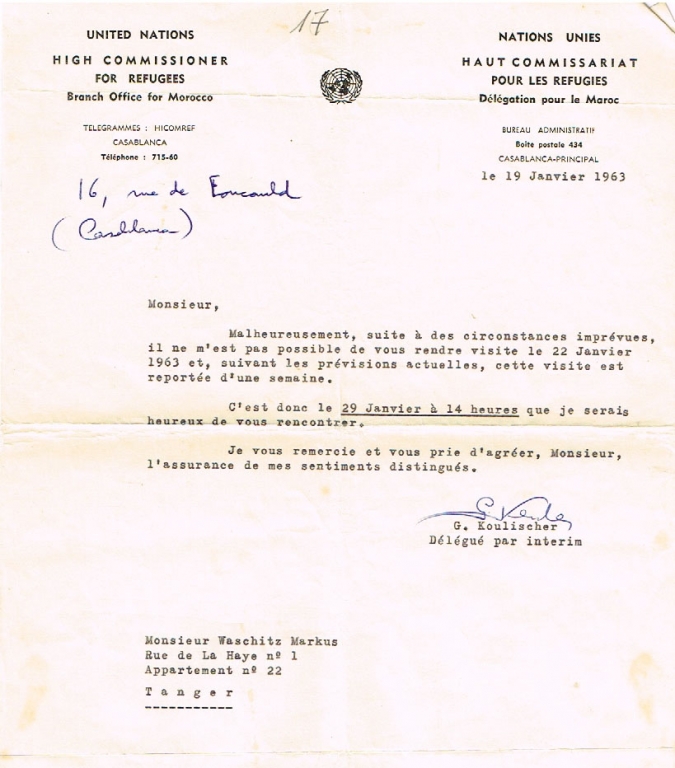 17
UNITED NATIONS
HIGH COMMISSIONER
FOR REFUGEES
Branch Office for Morocco
TELEGRAMMES : HICOMREF
CASABLANCA
Téléphone : 715-60
NATIONS UNIES
HAUT COMMISSARIAT
POUR LES REFUGIES
Délégation pour le Maroc
BUREAU ADMINISTRATIF
Boite postale 434
CASABLANCA-PRINCIPAL
le 19 Janvier 1963
16, rue de Foucauld
(Casablanca)
Monsieur,
Malheureusement, suite à des circonstances imprévues,
il ne m'est pas possible de vous rendre visite le 22 Janvier
1963 et, suivant les prévisions actuelles, cette visite est
reportée d'une semaine.
C'est donc le 29 Janvier à 14 heures que je serais
heureux de vous rencontrer.
Je vous remercie et vous prie d'agréer, Monsieur,
l'assurance de mes sentiments distingués.
G. Koulischer
Délégué par interim
Monsieur Waschitz Markus
Rue de La Haye nº 1
Appartement nº 22
T a n g e r
-----------